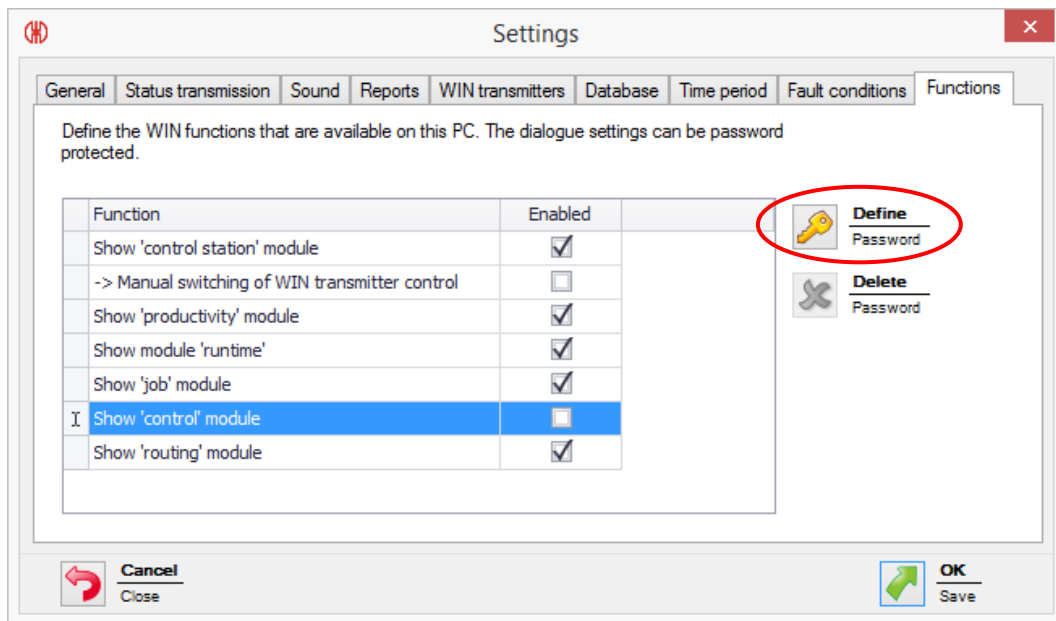 Settings
General Status transmission Sound Reports WIN transmitters Database Time period Fault conditions Functions
Define the WIN functions that are available on this PC. The dialogue settings can be password
protected.
Function Enabled
Show 'control station' module
-> Manual switching of WIN transmitter control
Show 'productivity' module
Show module 'runtime'
Show 'job' module
Show 'control' module
Show 'routing' module
Define
Password
Delete
Password
Cancel
Close
OK
Save